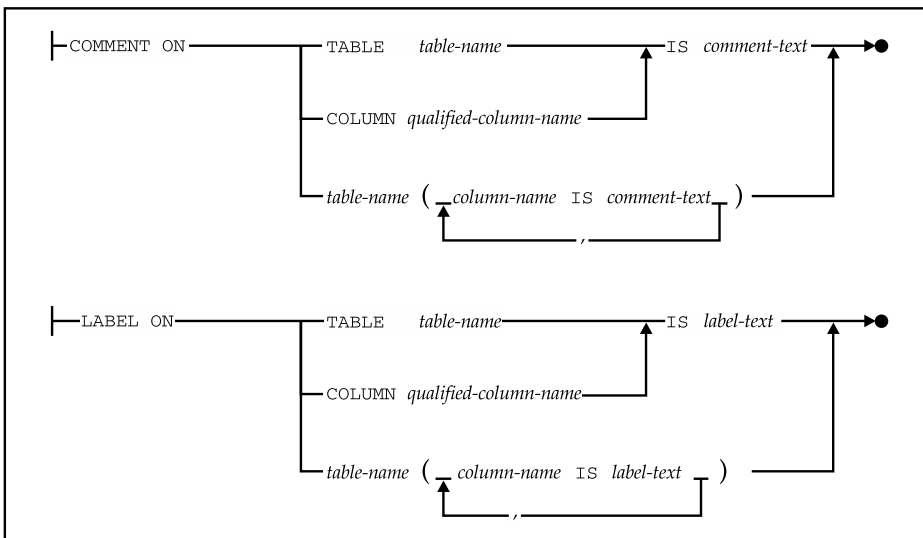 COMMENT ON TABLE table-name IS comment-text
COLUMN qualified-column-name
table-name ( column-name IS comment-text )
,
LABEL ON TABLE table-name IS label-text
COLUMN qualified-column-name
table-name ( column-name IS label-text )
,